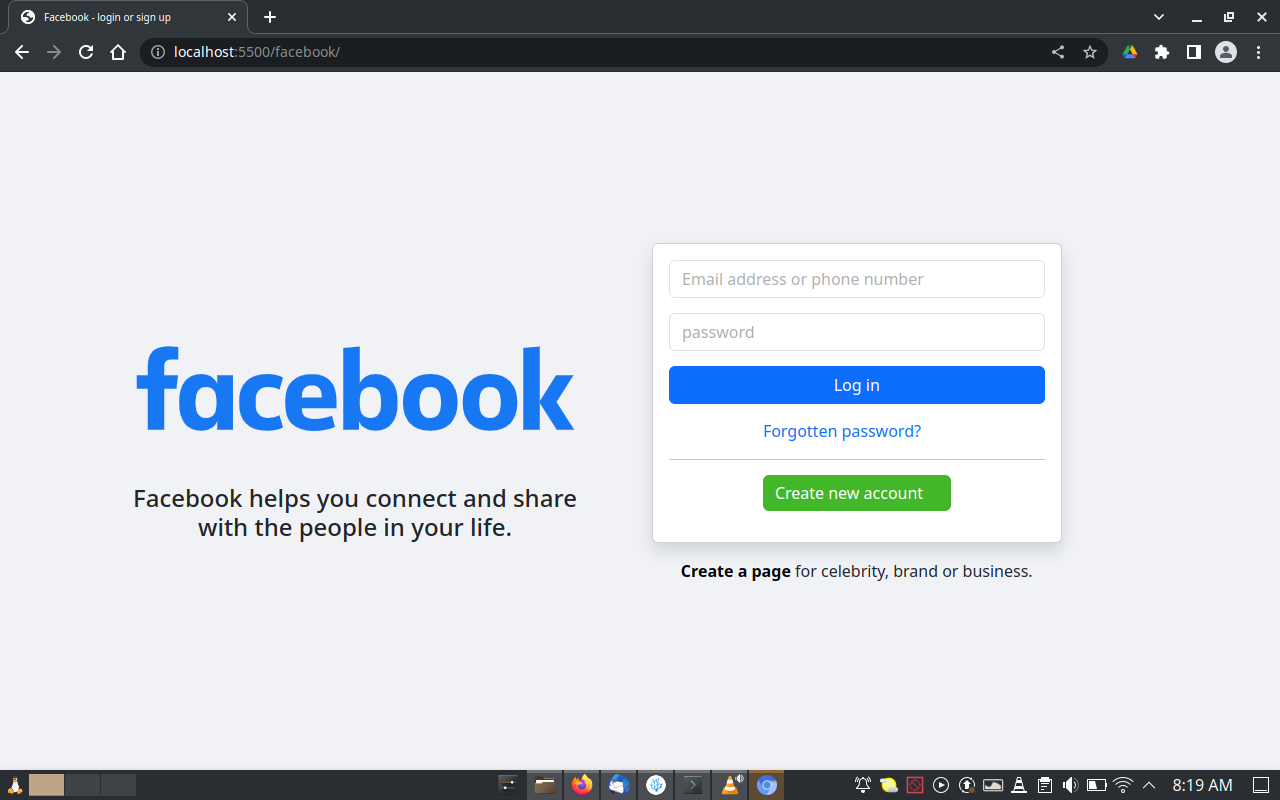 Facebook - login or sign up
localhost:5500/facebook/
facebook
Facebook helps you connect and share
with the people in your life.
Email address or phone number
password
Log in
Forgotten password?
Create new account
Create a page for celebrity, brand or business.
8:19 AM